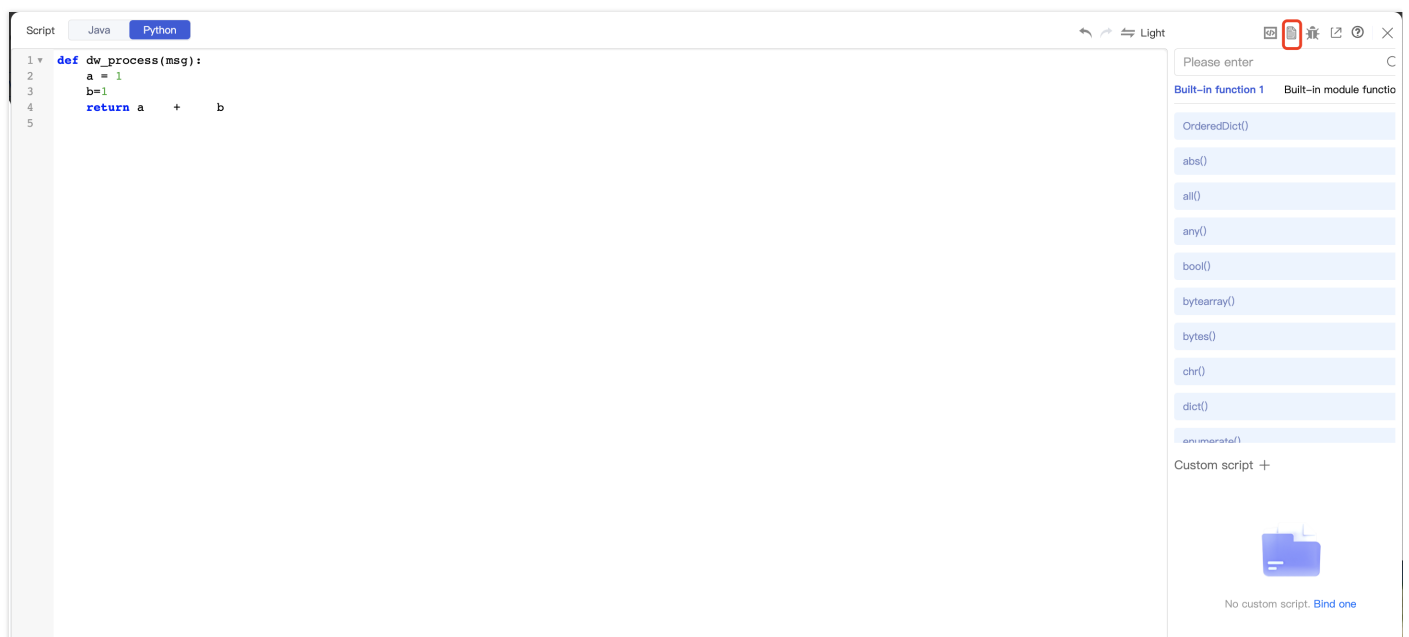 Script Java Python Light
Please enter
Built-in function 1 Built-in module functio
1 def dw_process(msg):
2 a = 1
3 b=1
4 return a + b
5
OrderedDict()
abs()
all()
any()
bool()
bytearray()
bytes()
chr()
dict()
enumerate()
Custom script +
No custom script. Bind one